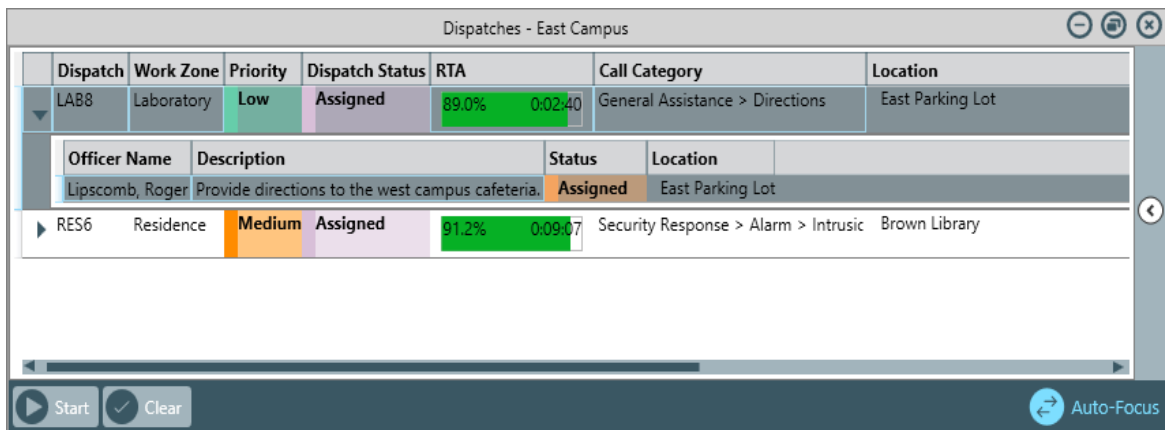 Dispatches - East Campus
Dispatch Work Zone Priority Dispatch Status RTA Call Category Location
LAB8 Laboratory Low Assigned 89.0% 0:02:40 General Assistance > Directions East Parking Lot
Officer Name Description Status Location
Lipscomb, Roger Provide directions to the west campus cafeteria. Assigned East Parking Lot
RES6 Residence Medium Assigned 91.2% 0:09:07 Security Response > Alarm > Intrusic Brown Library
Start Clear Auto-Focus